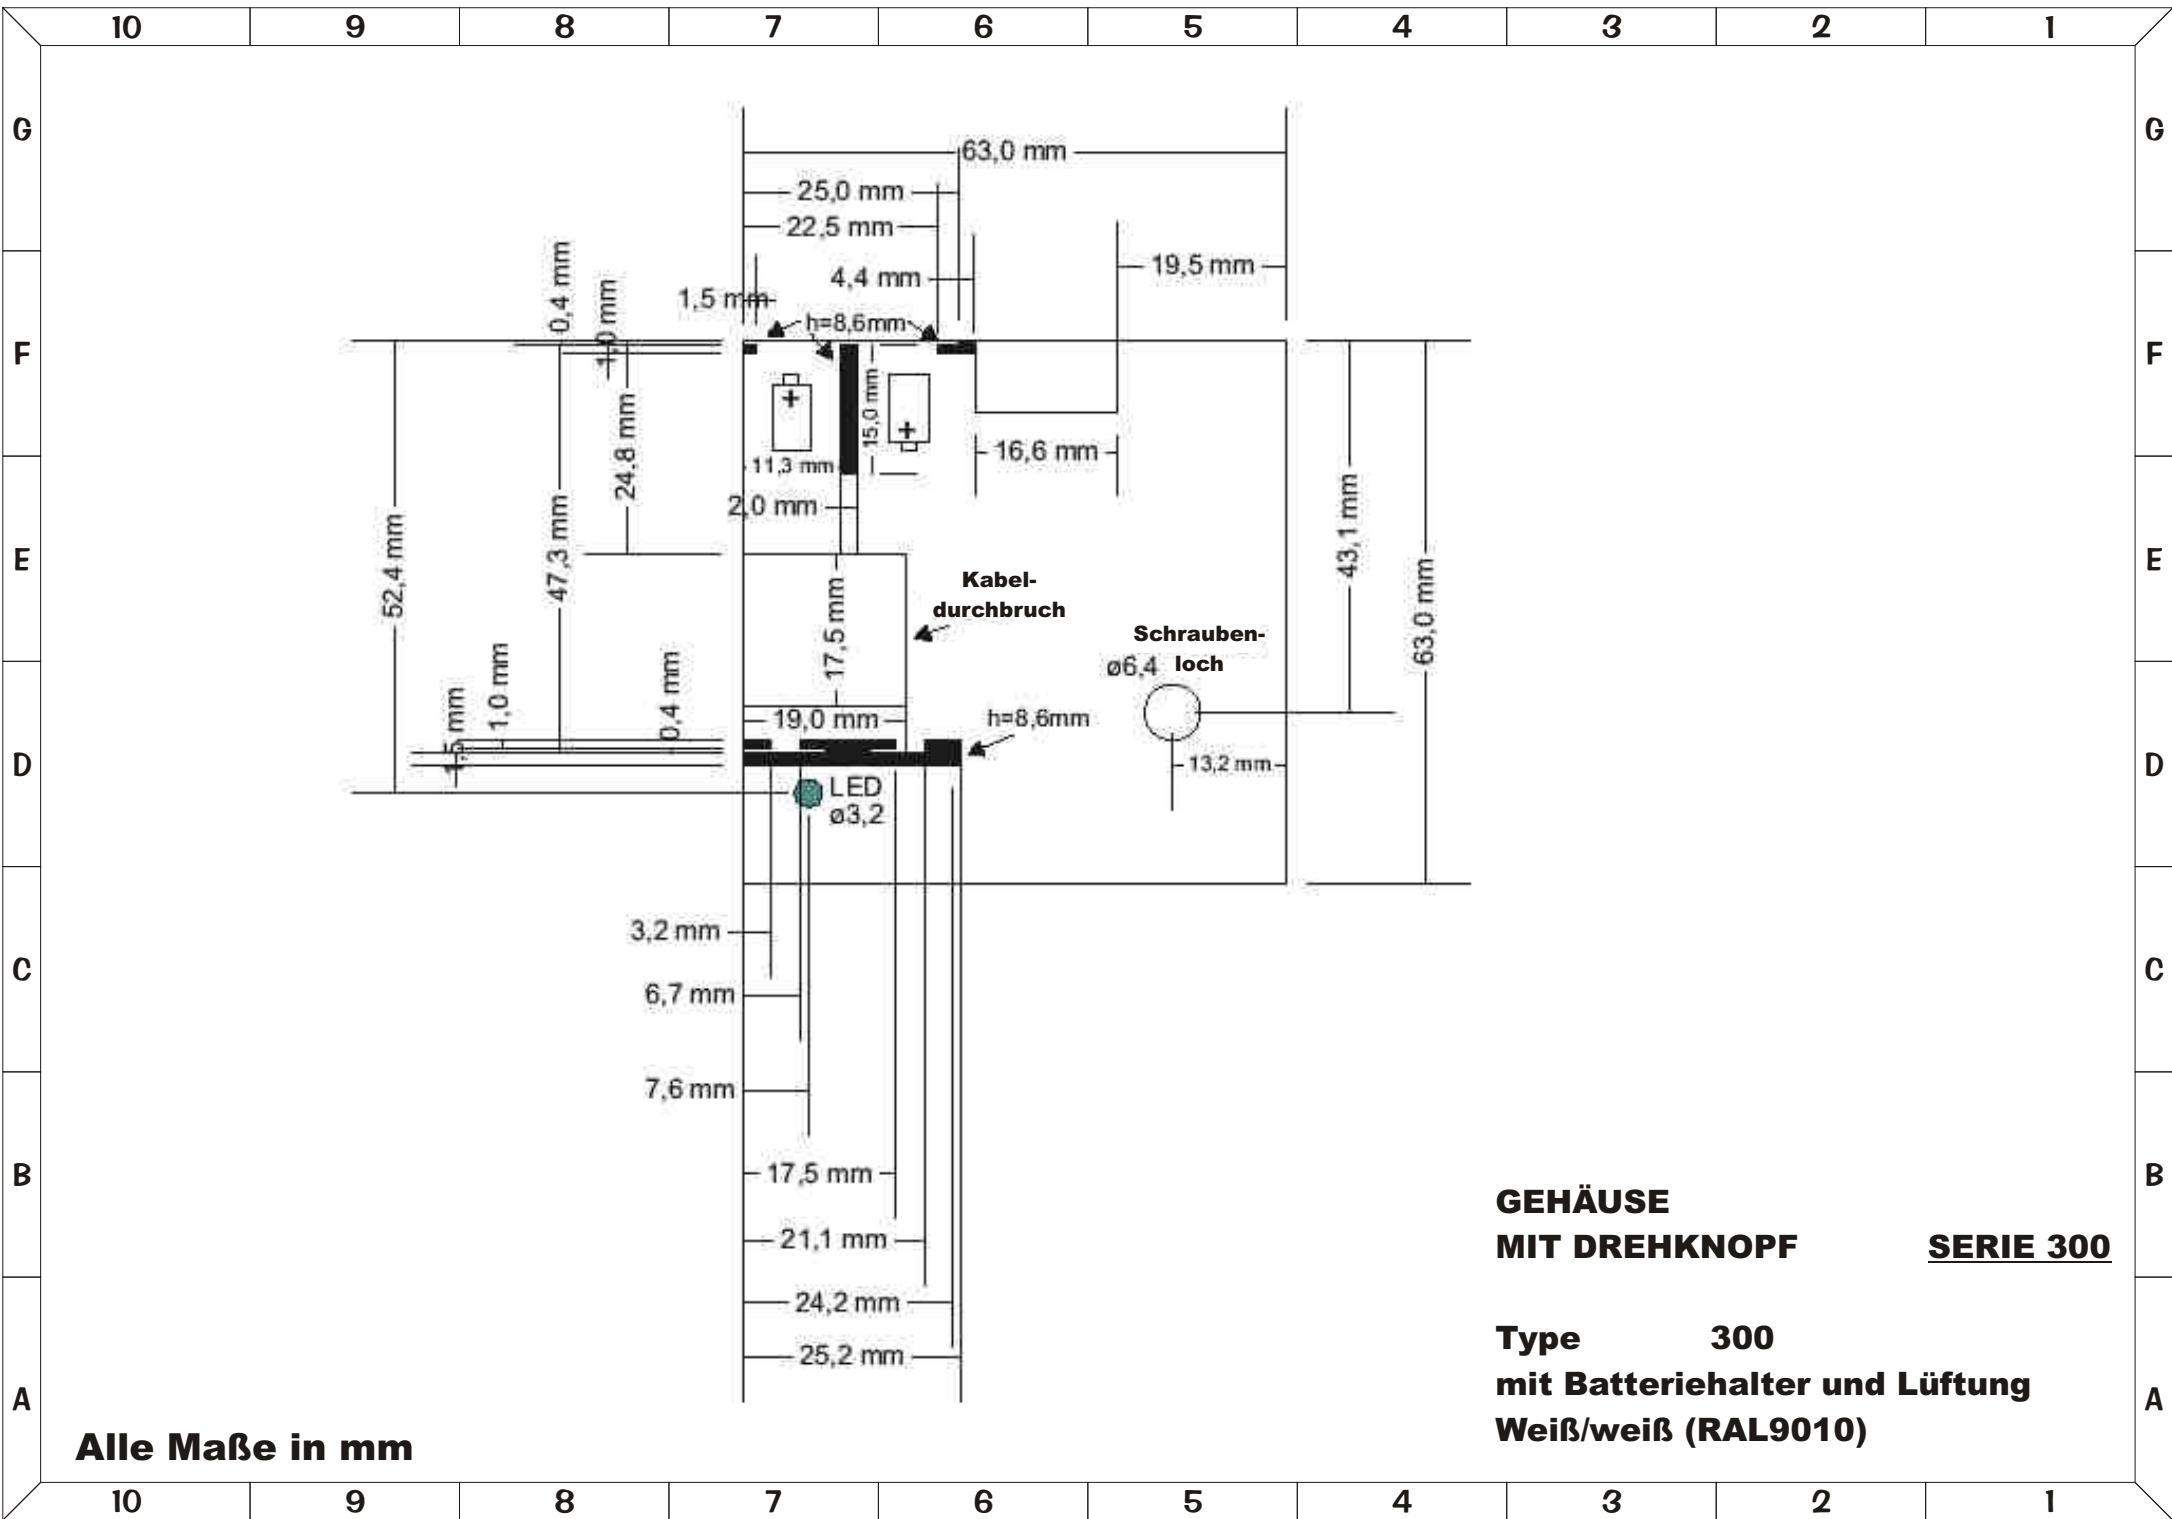 10 9 8 7 6 5 4 3 2 1
G G
63,0 mm
25,0 mm
22,5 mm
0,4 mm
19,5 mm
4,4 mm
1,0 mm
1,5 mm
h=8,6mm
F F
+
15,0 mm
+
24,8 mm
16,6 mm
11,3 mm
2,0 mm
43,1 mm
52,4 mm
47,3 mm
E E
Kabel-
durchbruch
17,5 mm
63,0 mm
Schrauben-
ø6,4 loch
1,0 mm
0,4 mm
1,5 mm
19,0 mm
h=8,6mm
D D
13,2 mm
LED
ø3,2
3,2 mm
C C
6,7 mm
7,6 mm
17,5 mm
B B
GEHÄUSE
MIT DREHKNOPF SERIE 300
21,1 mm
24,2 mm
Type 300
25,2 mm
mit Batteriehalter und Lüftung
A A
Weiß/weiß (RAL9010)
Alle Maße in mm
10 9 8 7 6 5 4 3 2 1